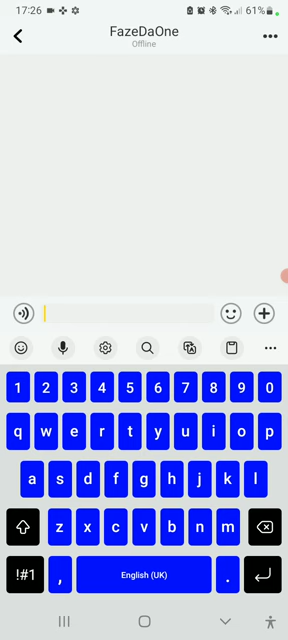 17:26 61%
FazeDaOne
Offline
1 2 3 4 5 6 7 8 9 0
q w e r t y u i o p
a s d f g h j k l
z x c v b n m
!#1 , English (UK) .